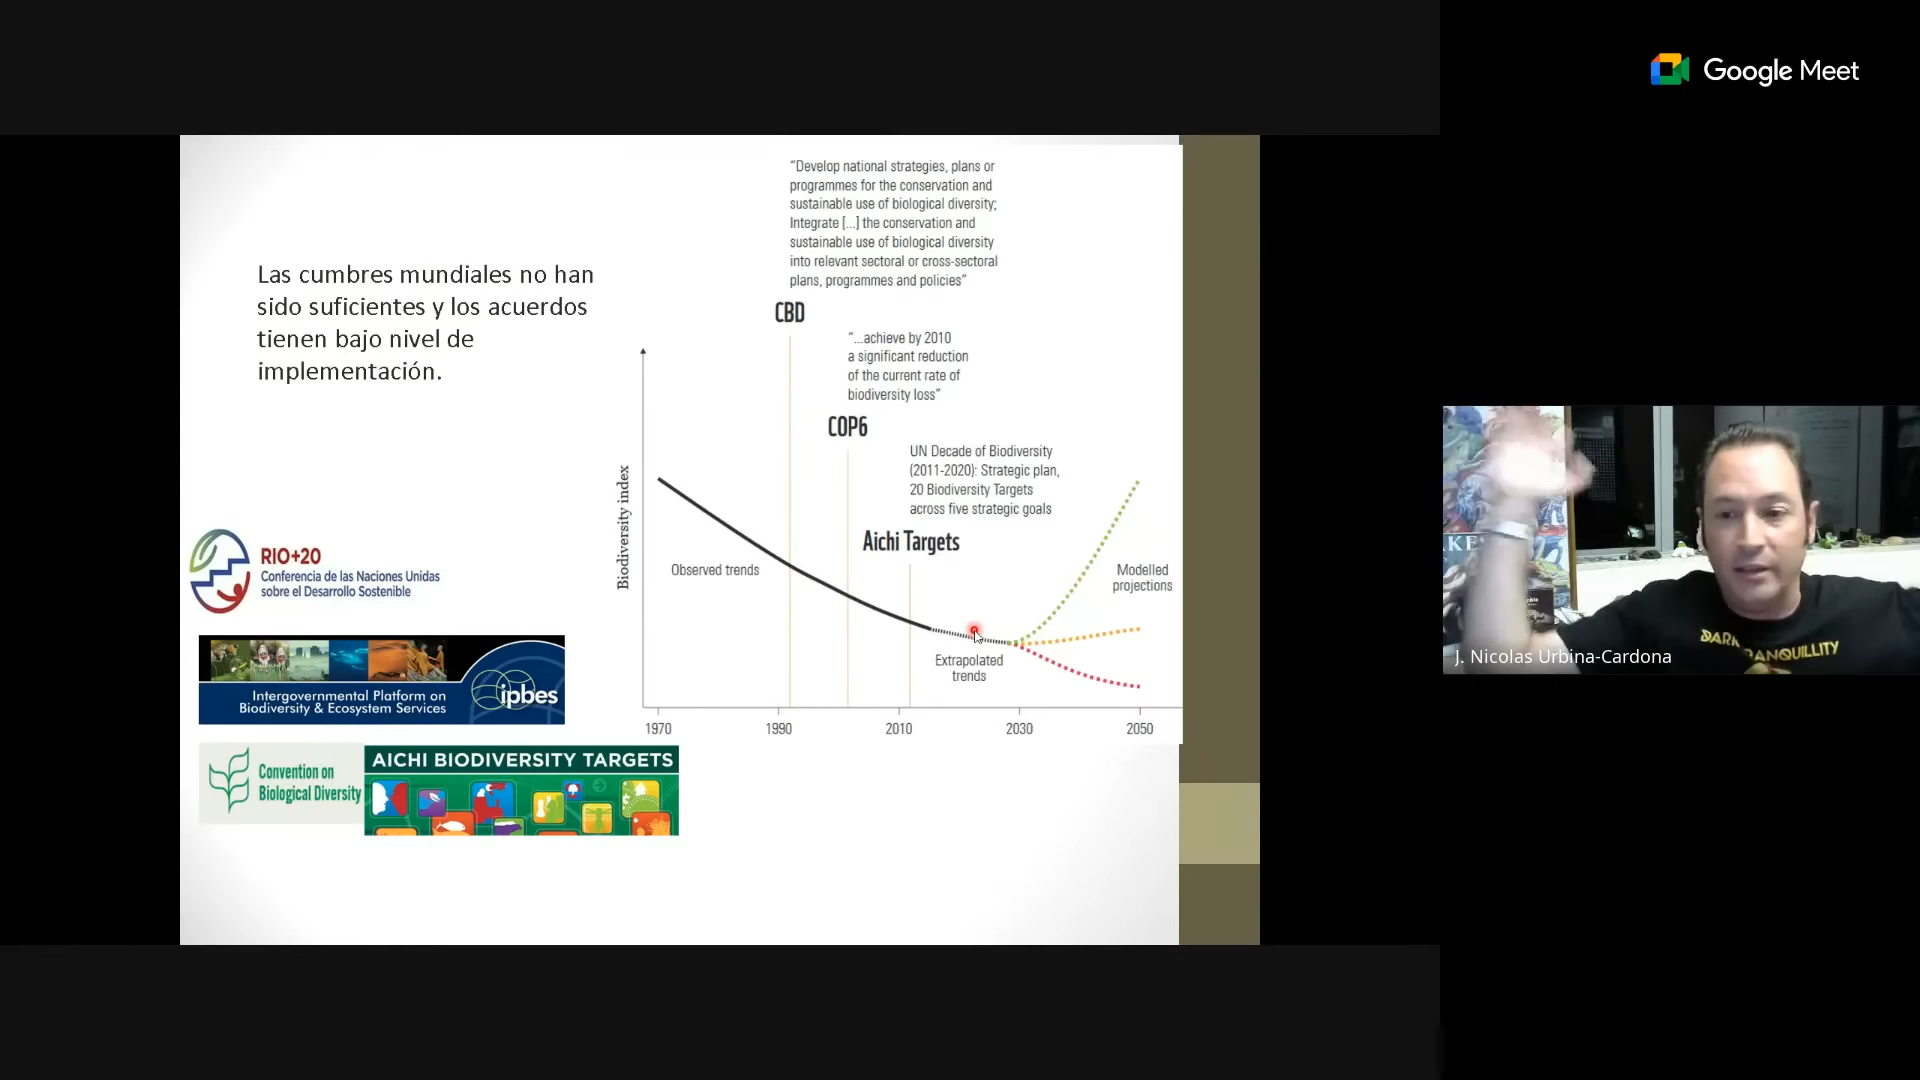 Google Meet
"Develop national strategies, plans or
programmes for the conservation and
sustainable use of biological diversity;
Integrate [...] the conservation and
sustainable use of biological diversity
into relevant sectoral or cross-sectoral
plans, programmes and policies"
Las cumbres mundiales no han
sido suficientes y los acuerdos
tienen bajo nivel de
implementación.
CBD
"...achieve by 2010
a significant reduction
of the current rate of
biodiversity loss"
COP6
UN Decade of Biodiversity
(2011-2020): Strategic plan,
20 Biodiversity Targets
across five strategic goals
Aichi Targets
Biodiversity index
Observed trends
Modelled
projections
Extrapolated
trends
1970 1990 2010 2030 2050
RIO+20
Conferencia de las Naciones Unidas
sobre el Desarrollo Sostenible
Intergovernmental Platform on
Biodiversity & Ecosystem Services
ipbes
Convention on
Biological Diversity
AICHI BIODIVERSITY TARGETS
DARK TRANQUILLITY
J. Nicolas Urbina-Cardona